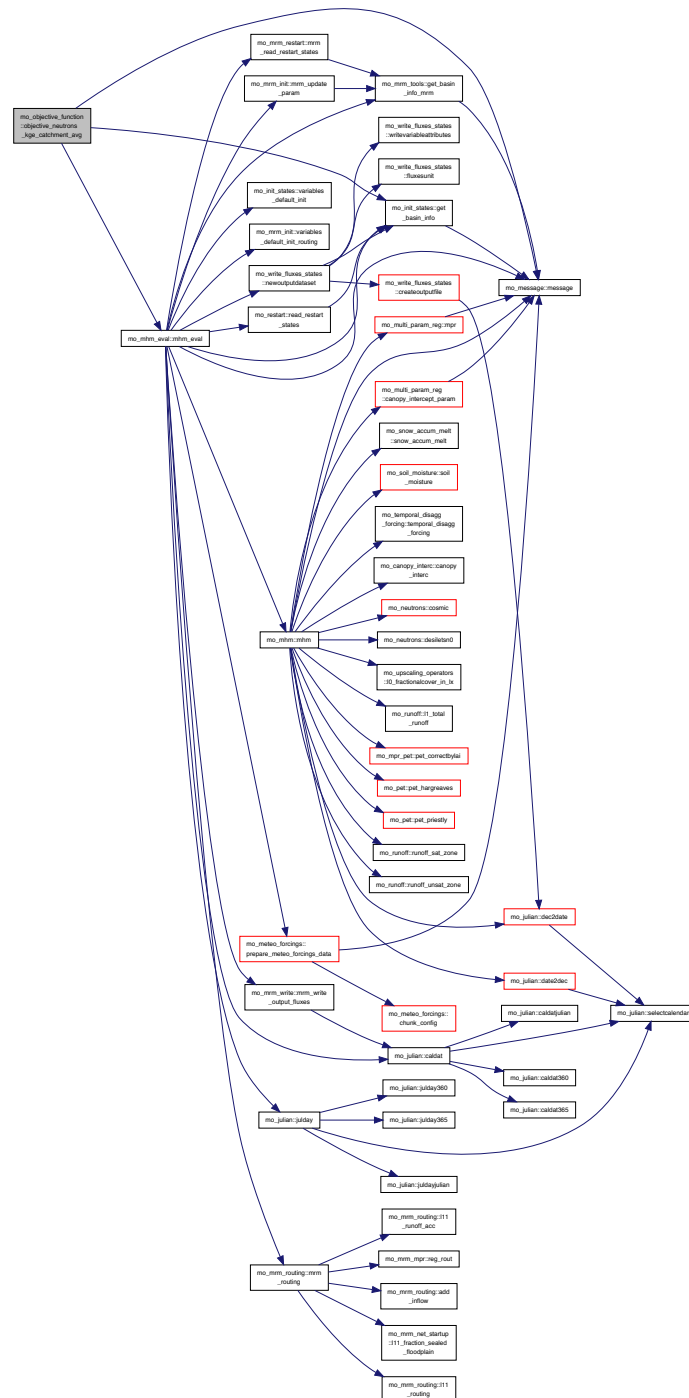 mo_mrm_restart::mrm
_read_restart_states
mo_mrm_init::mrm_update
_param
mo_mrm_tools::get_basin
_info_mrm
mo_objective_function
::objective_neutrons
_kge_catchment_avg
mo_write_fluxes_states
::writevariableattributes
mo_write_fluxes_states
::fluxesunit
mo_init_states::variables
_default_init
mo_init_states::get
_basin_info
mo_mrm_init::variables
_default_init_routing
mo_write_fluxes_states
::newoutputdataset
mo_write_fluxes_states
::createoutputfile
mo_message::message
mo_restart::read_restart
_states
mo_multi_param_reg::mpr
mo_mhm_eval::mhm_eval
mo_multi_param_reg
::canopy_intercept_param
mo_snow_accum_melt
::snow_accum_melt
mo_soil_moisture::soil
_moisture
mo_temporal_disagg
_forcing::temporal_disagg
_forcing
mo_canopy_interc::canopy
_interc
mo_neutrons::cosmic
mo_mhm::mhm
mo_neutrons::desiletsn0
mo_upscaling_operators
::l0_fractionalcover_in_lx
mo_runoff::l1_total
_runoff
mo_mpr_pet::pet_correctbylai
mo_pet::pet_hargreaves
mo_pet::pet_priestly
mo_runoff::runoff_sat_zone
mo_runoff::runoff_unsat_zone
mo_julian::dec2date
mo_meteo_forcings::
prepare_meteo_forcings_data
mo_julian::date2dec
mo_mrm_write::mrm_write
_output_fluxes
mo_meteo_forcings::
chunk_config
mo_julian::caldatjulian
mo_julian::selectcalendar
mo_julian::caldat
mo_julian::caldat360
mo_julian::julday360
mo_julian::caldat365
mo_julian::julday
mo_julian::julday365
mo_julian::juldayjulian
mo_mrm_routing::l11
_runoff_acc
mo_mrm_mpr::reg_rout
mo_mrm_routing::mrm
_routing
mo_mrm_routing::add
_inflow
mo_mrm_net_startup
::l11_fraction_sealed
_floodplain
mo_mrm_routing::l11
_routing